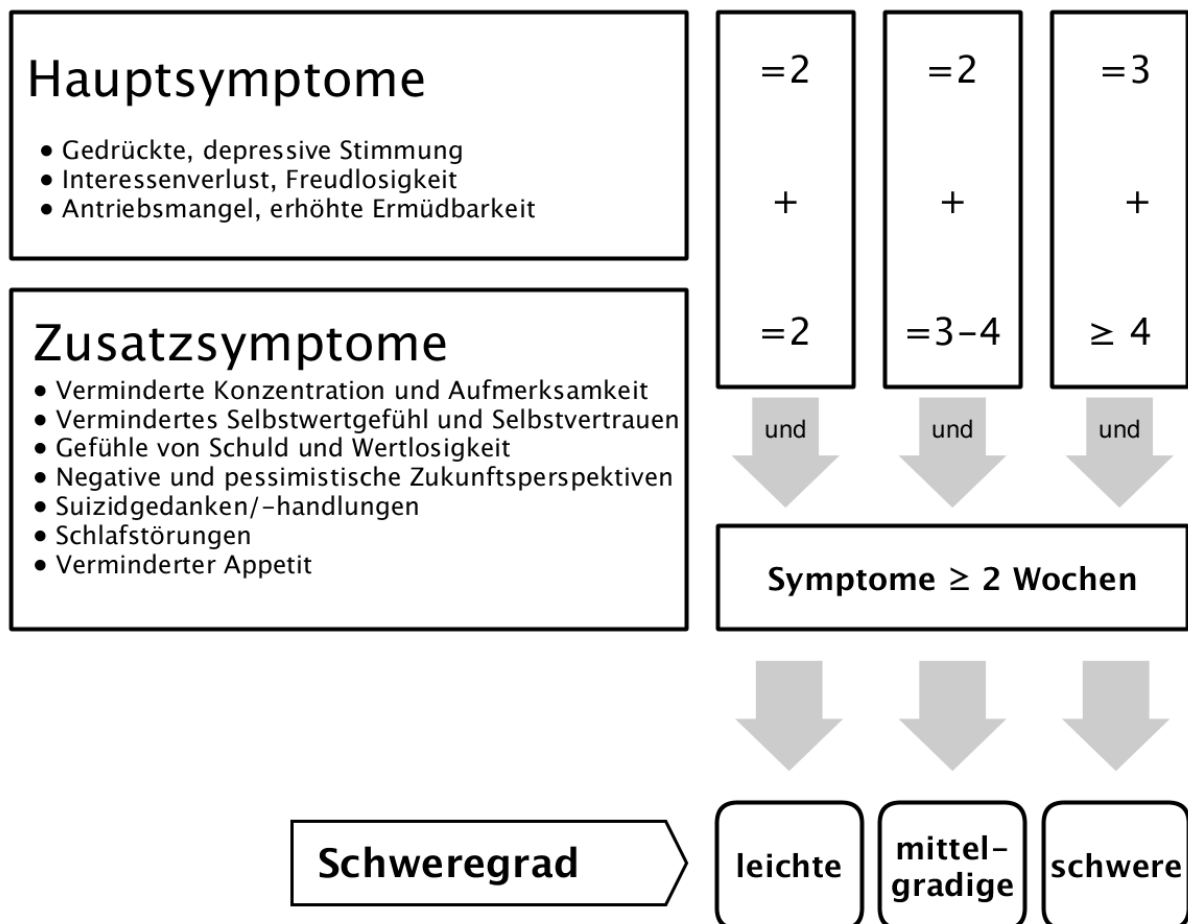 Hauptsymptome
• Gedrückte, depressive Stimmung
• Interessenverlust, Freudlosigkeit
• Antriebsmangel, erhöhte Ermüdbarkeit
Zusatzsymptome
• Verminderte Konzentration und Aufmerksamkeit
• Vermindertes Selbstwertgefühl und Selbstvertrauen
• Gefühle von Schuld und Wertlosigkeit
• Negative und pessimistische Zukunftsperspektiven
• Suizidgedanken/-handlungen
• Schlafstörungen
• Verminderter Appetit
=2 =2 =3
+ + +
=2 =3-4 ≥ 4
und und und
Symptome ≥ 2 Wochen
Schweregrad
leichte
mittel-
gradige
schwere